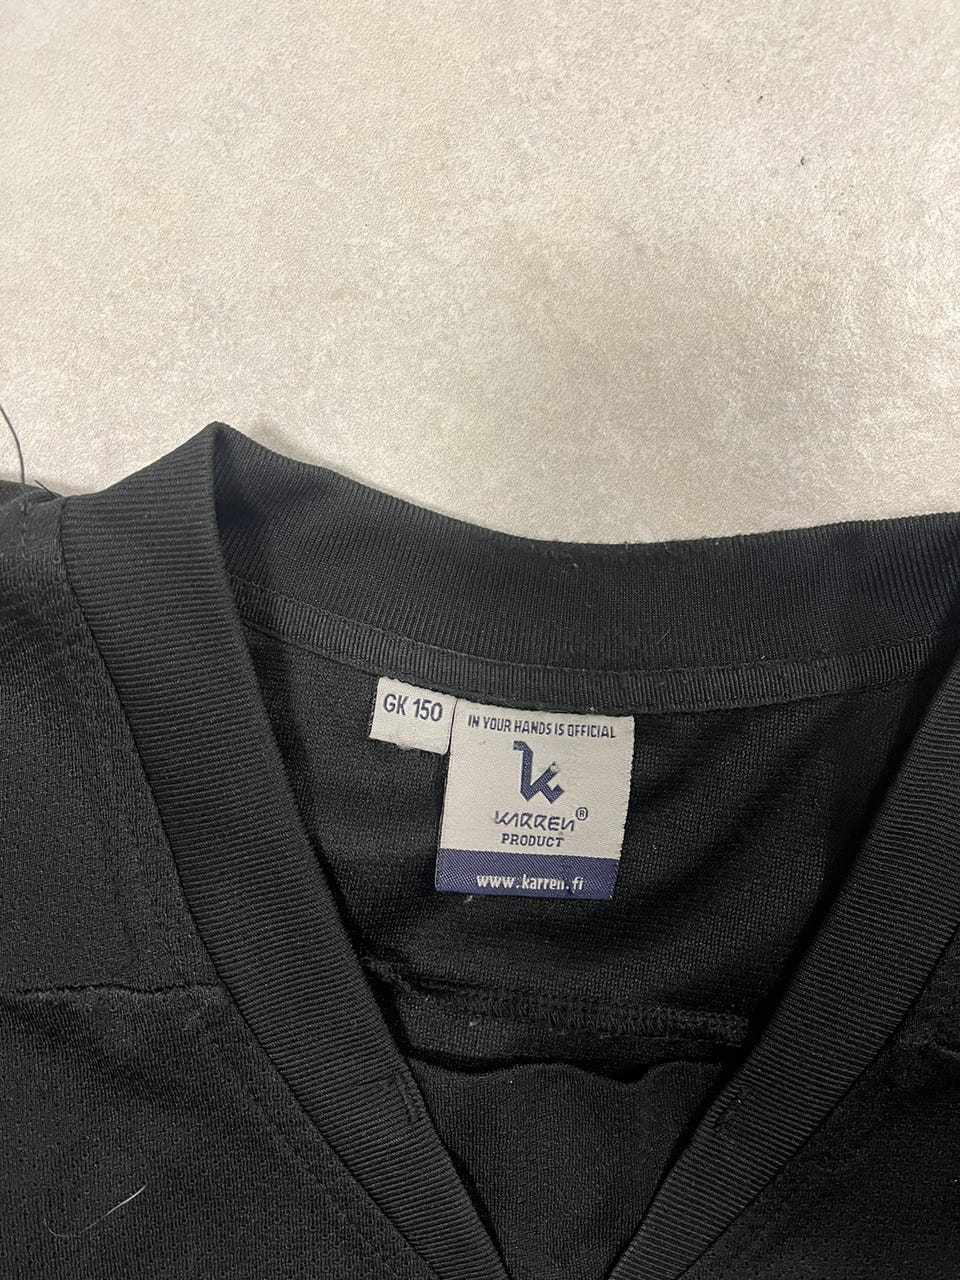 GK 150
IN YOUR HANDS IS OFFICIAL
KARREN®
PRODUCT
www.karren.fi